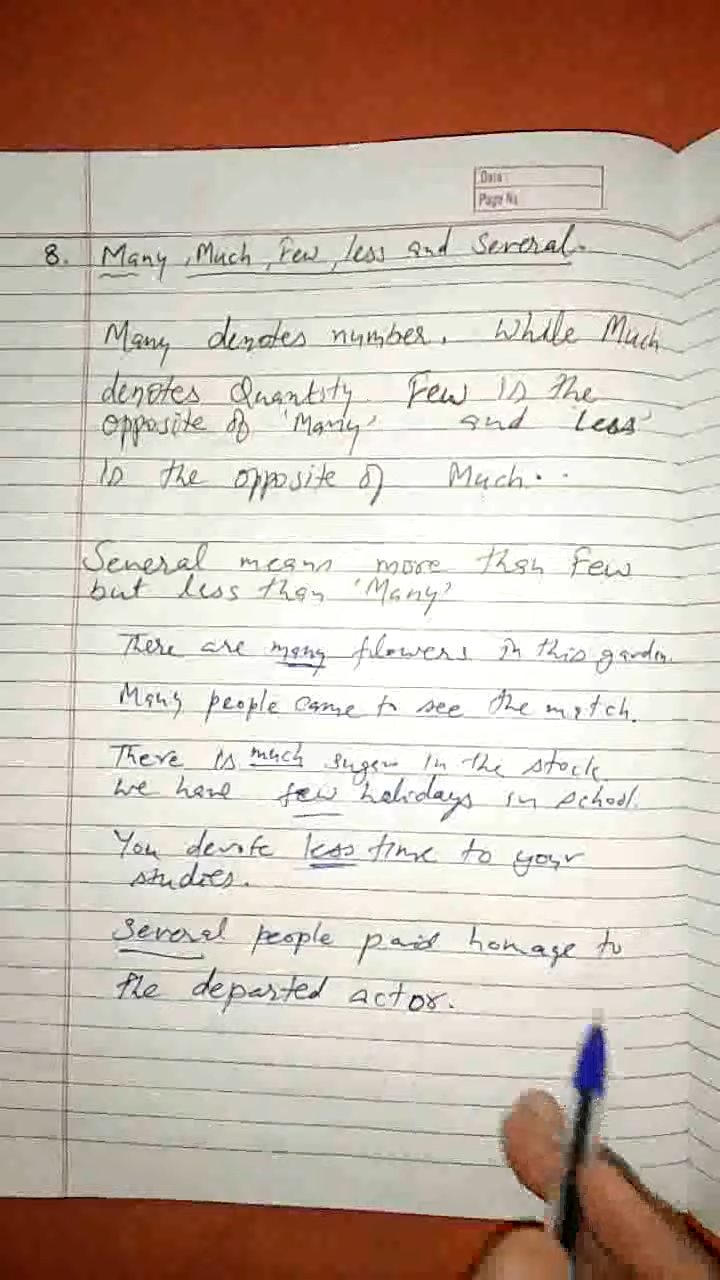 Date :
Page No
8. Many, Much, Few, less and Several.
Many denotes number. While Much
denotes Quantity Few is the
opposite of 'Many' and less'
is the opposite of Much..
Several means more than few
but less than 'Many'
There are many flowers in this garden.
Many people came to see the match.
There is much sugar in the stock
we have few holidays in school.
You devote less time to your
studies.
Several people paid homage to
the departed actor.